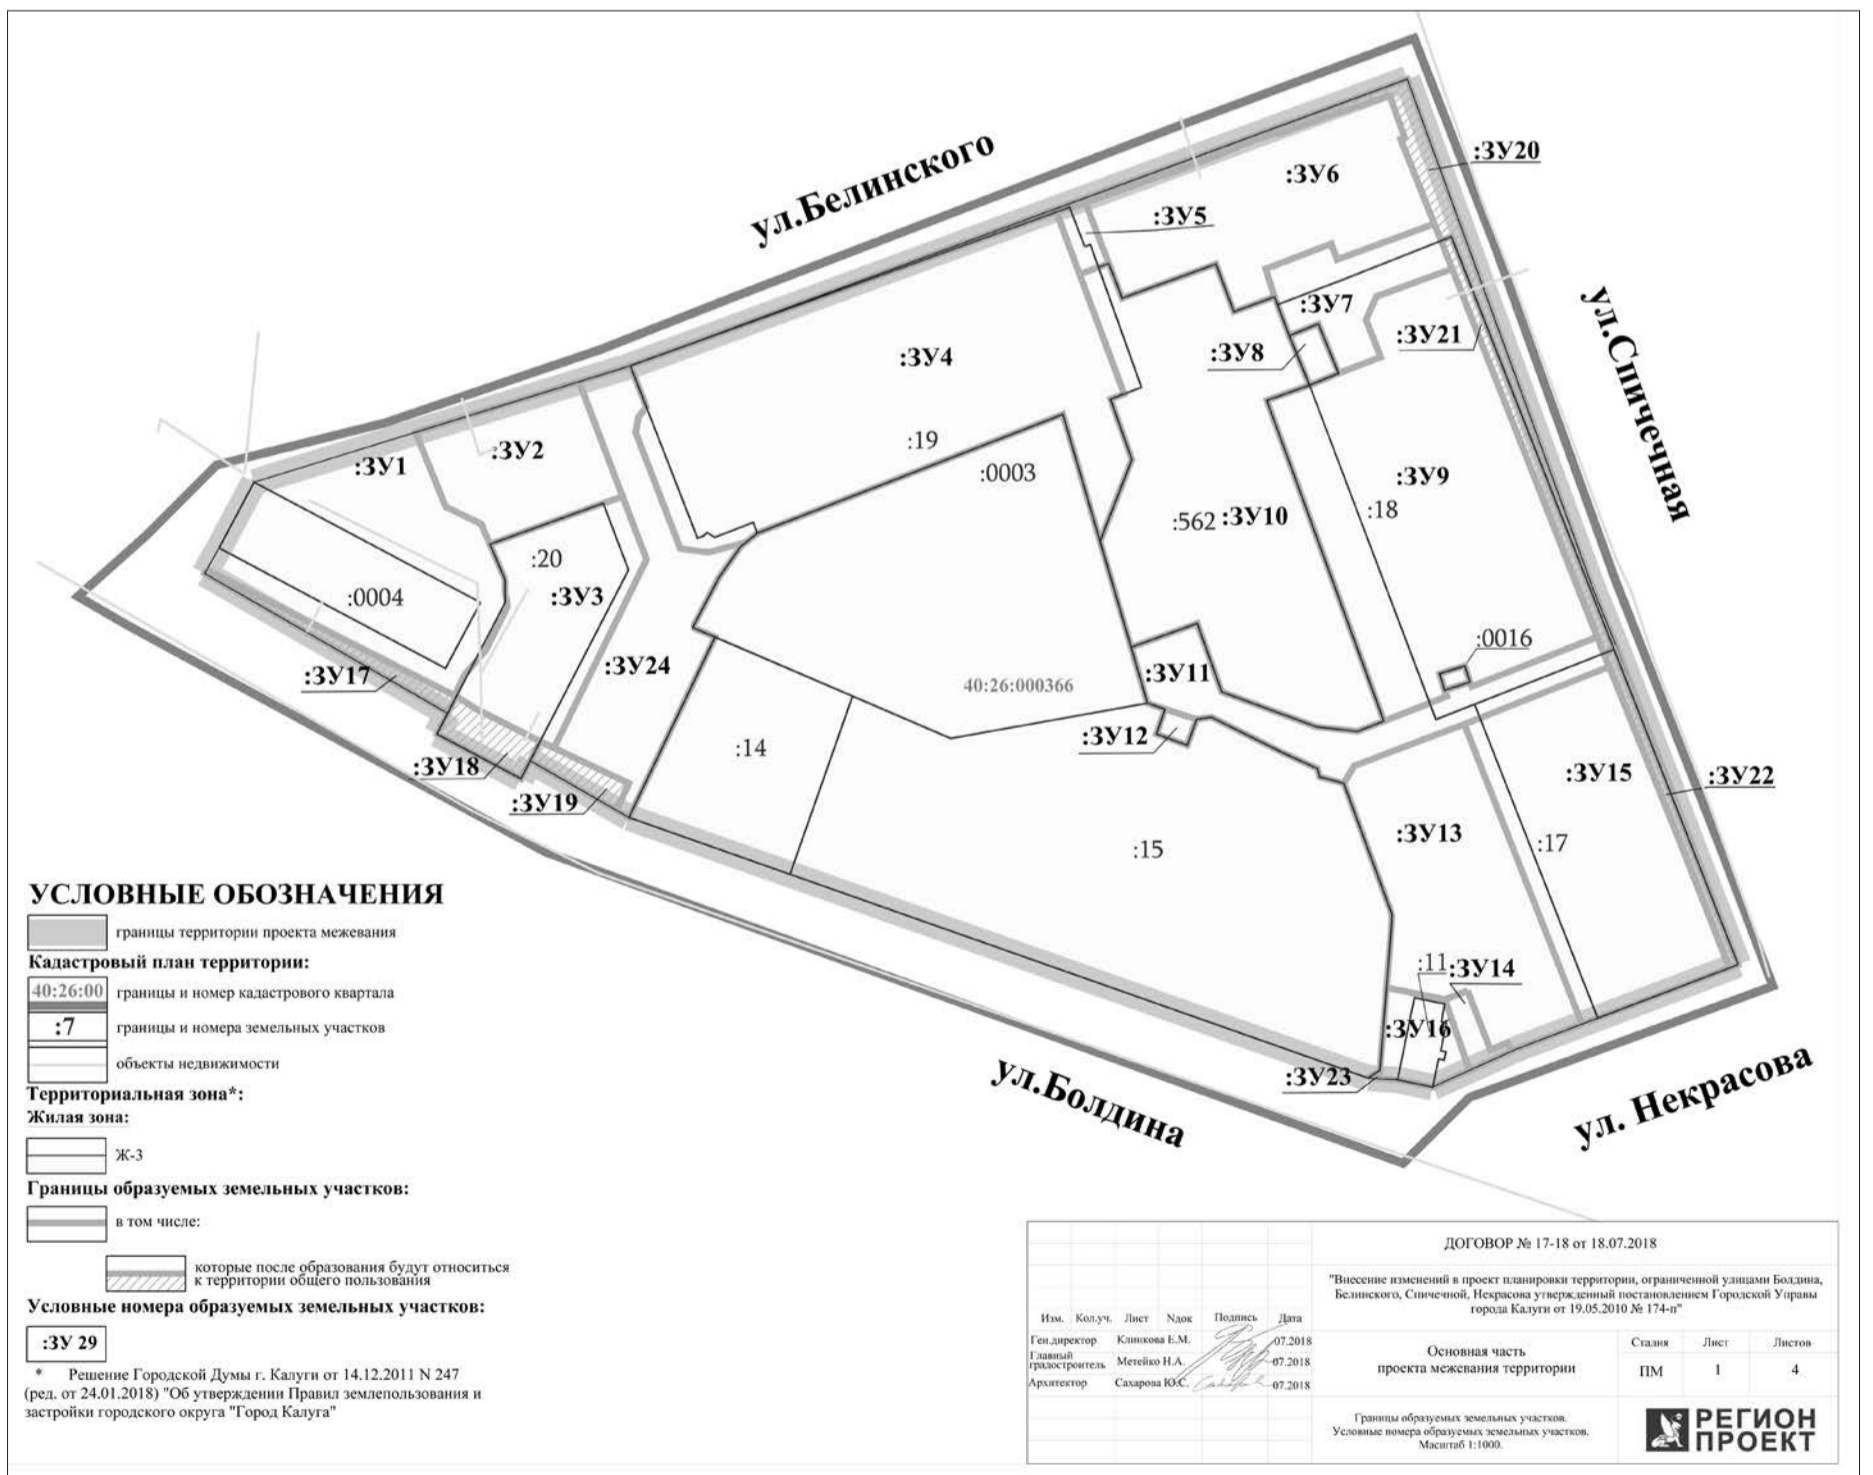 ул.Белинского
:ЗУ20
:ЗУ6
:ЗУ5
:ЗУ7
:ЗУ21
ул.Спичечная
:ЗУ4
:ЗУ8
:19
:0003
:ЗУ2
:ЗУ1
:ЗУ9
:18
:562 :ЗУ10
:20
:ЗУ3
:0004
:0016
:ЗУ17
:ЗУ24
:ЗУ11
40:26:000366
:14
:ЗУ12
:ЗУ18
:ЗУ19
:ЗУ15
:ЗУ22
:15
:ЗУ13
:17
:11
:ЗУ14
:ЗУ16
:ЗУ23
ул.Болдина
ул. Некрасова
УСЛОВНЫЕ ОБОЗНАЧЕНИЯ
границы территории проекта межевания
Кадастровый план территории:
40:26:00 границы и номер кадастрового квартала
:7 границы и номера земельных участков
объекты недвижимости
Территориальная зона*:
Жилая зона:
Ж-3
Границы образуемых земельных участков:
в том числе:
которые после образования будут относиться
к территории общего пользования
Условные номера образуемых земельных участков:
:ЗУ 29
* Решение Городской Думы г. Калуги от 14.12.2011 N 247
(ред. от 24.01.2018) "Об утверждении Правил землепользования и
застройки городского округа "Город Калуга"
ДОГОВОР № 17-18 от 18.07.2018
"Внесение изменений в проект планировки территории, ограниченной улицами Болдина,
Белинского, Спичечной, Некрасова утвержденный постановлением Городской Управы
города Калуги от 19.05.2010 № 174-п"
Изм. Кол.уч. Лист Nдок Подпись Дата
Ген.директор Клинкова Е.М. 07.2018
Главный
градостроитель Метейко Н.А. 07.2018
Архитектор Сахарова Ю.С. 07.2018
Основная часть
проекта межевания территории
Стадия Лист Листов
ПМ 1 4
Границы образуемых земельных участков.
Условные номера образуемых земельных участков.
Масштаб 1:1000.
РЕГИОН
ПРОЕКТ